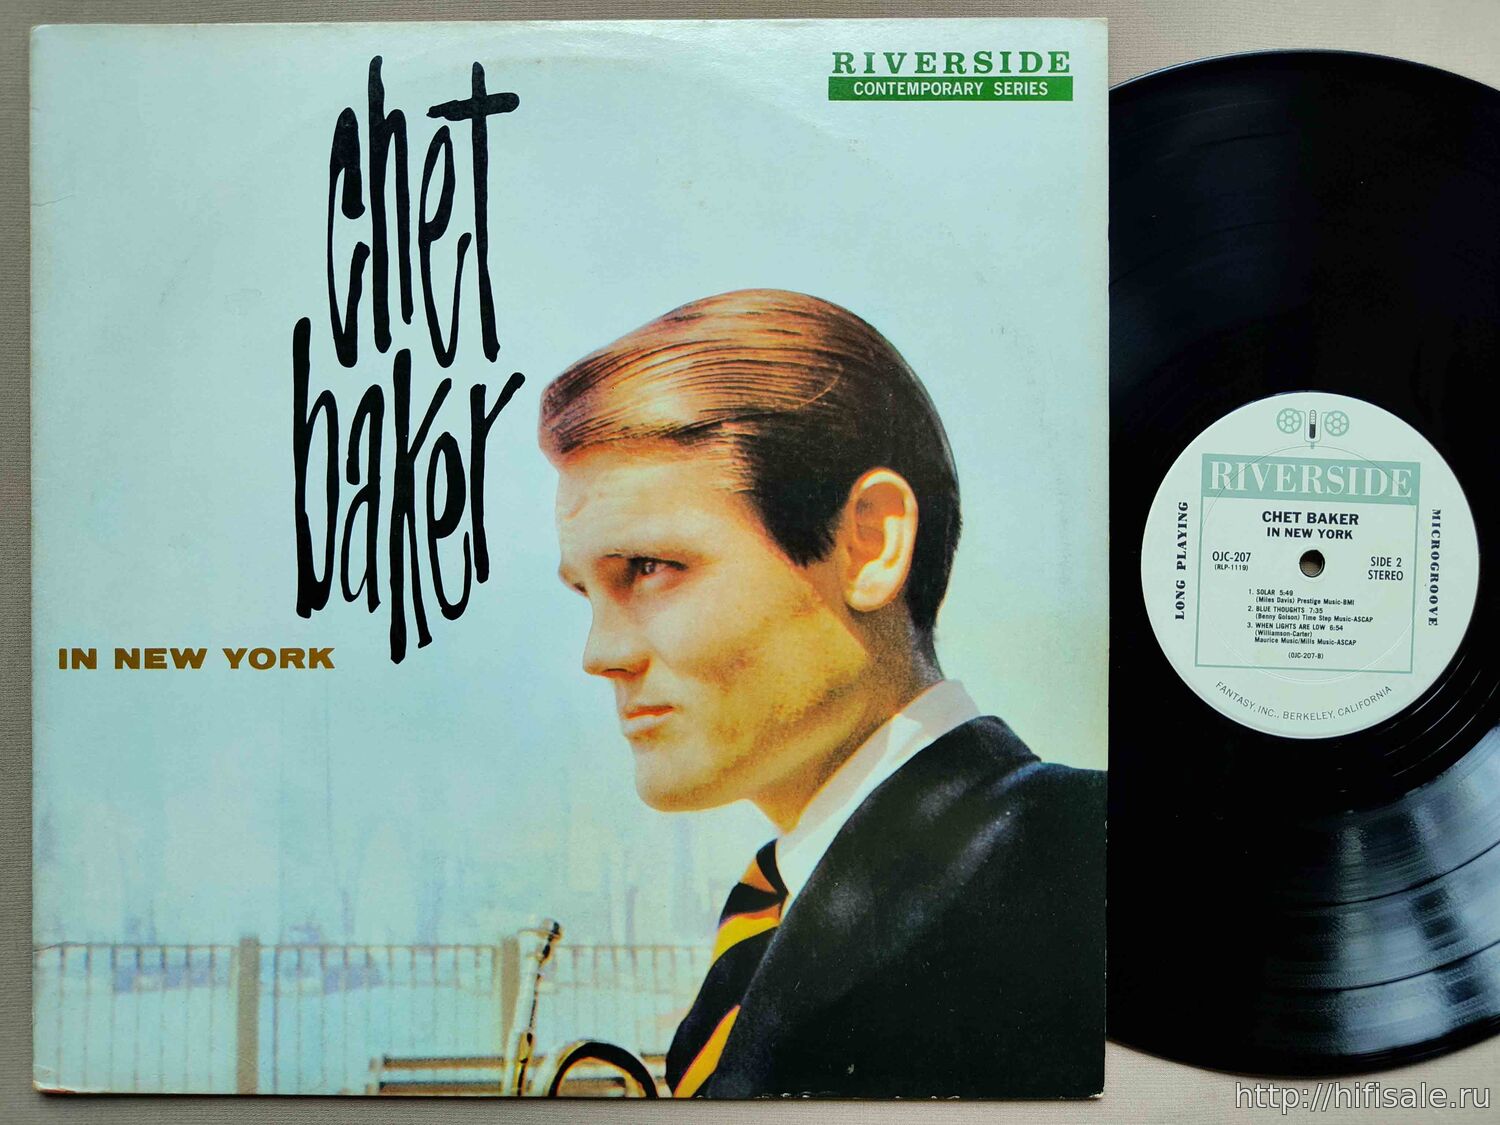 chet
baker
IN NEW YORK
RIVERSIDE
CONTEMPORARY SERIES
RIVERSIDE
LONG PLAYING
MICROGROOVE
CHET BAKER
IN NEW YORK
OJC-207
(RLP-1119)
SIDE 2
STEREO
1. SOLAR 5:49
(Miles Davis) Prestige Music-BMI
2. BLUE THOUGHTS 7:35
(Benny Golson) Time Step Music-ASCAP
3. WHEN LIGHTS ARE LOW 6:54
(Williamson-Carter)
Maurice Music/Mills Music-ASCAP
(OJC-207-B)
FANTASY, INC., BERKELEY, CALIFORNIA
http://hifisale.ru